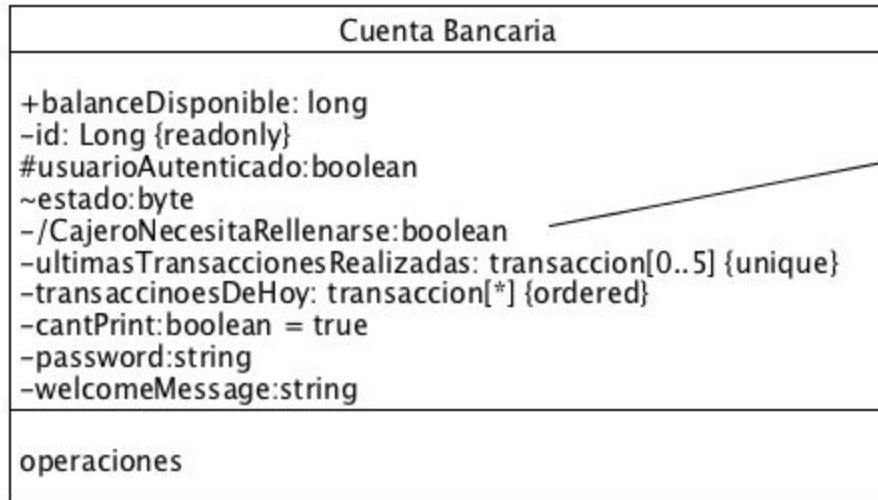 Cuenta Bancaria
+balanceDisponible: long
-id: Long {readonly}
#usuarioAutenticado:boolean
~estado:byte
-/CajeroNecesitaRellenarse:boolean
-ultimasTransaccionesRealizadas: transaccion[0..5] {unique}
-transaccinoesDeHoy: transaccion[*] {ordered}
-cantPrint:boolean = true
-password:string
-welcomeMessage:string
operaciones